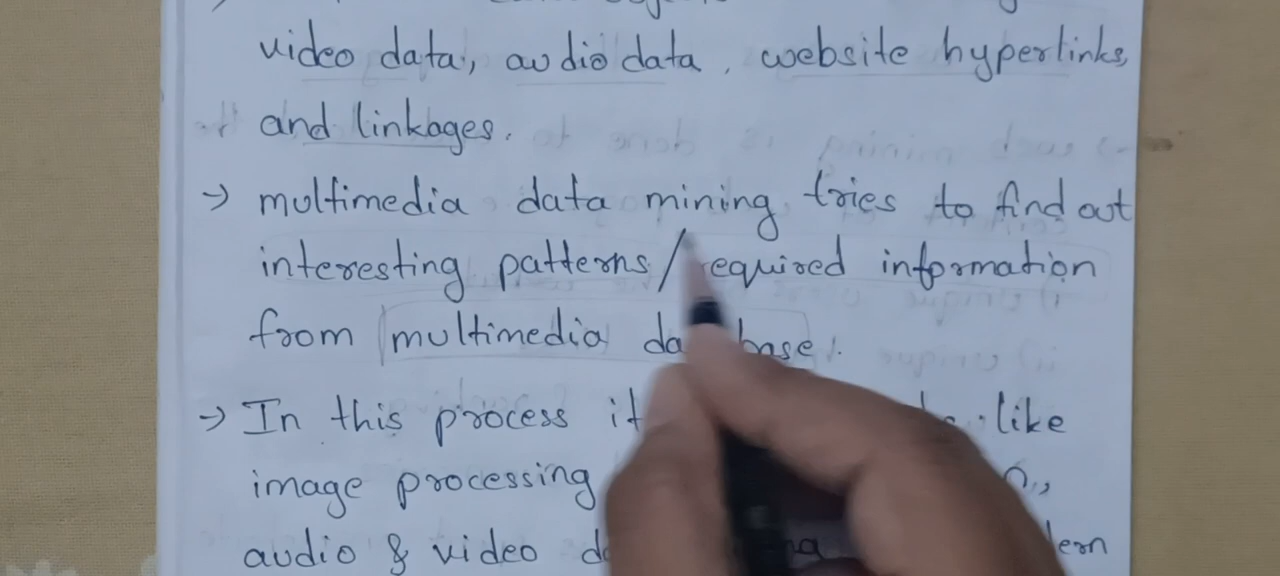 video data, audio data, website hyperlinks,
and linkages.
→ multimedia data mining tries to find out
interesting patterns/required information
from multimedia database.
→ In this process it like
image processing
audio & video